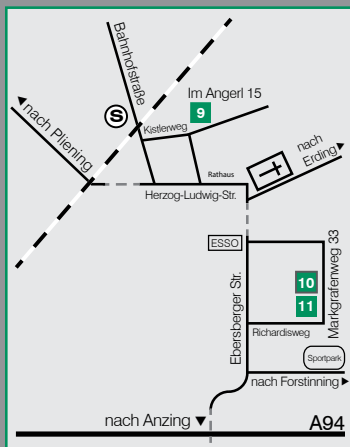 Bahnhofstraße
Im Angerl 15
S
9
Kistlerweg
nach Pliening
nach
Erding
Rathaus
Herzog-Ludwig-Str.
ESSO
Ebersberger Str.
10
11
Markgrafenweg 33
Richardisweg
Sportpark
nach Forstinning
nach Anzing
A94